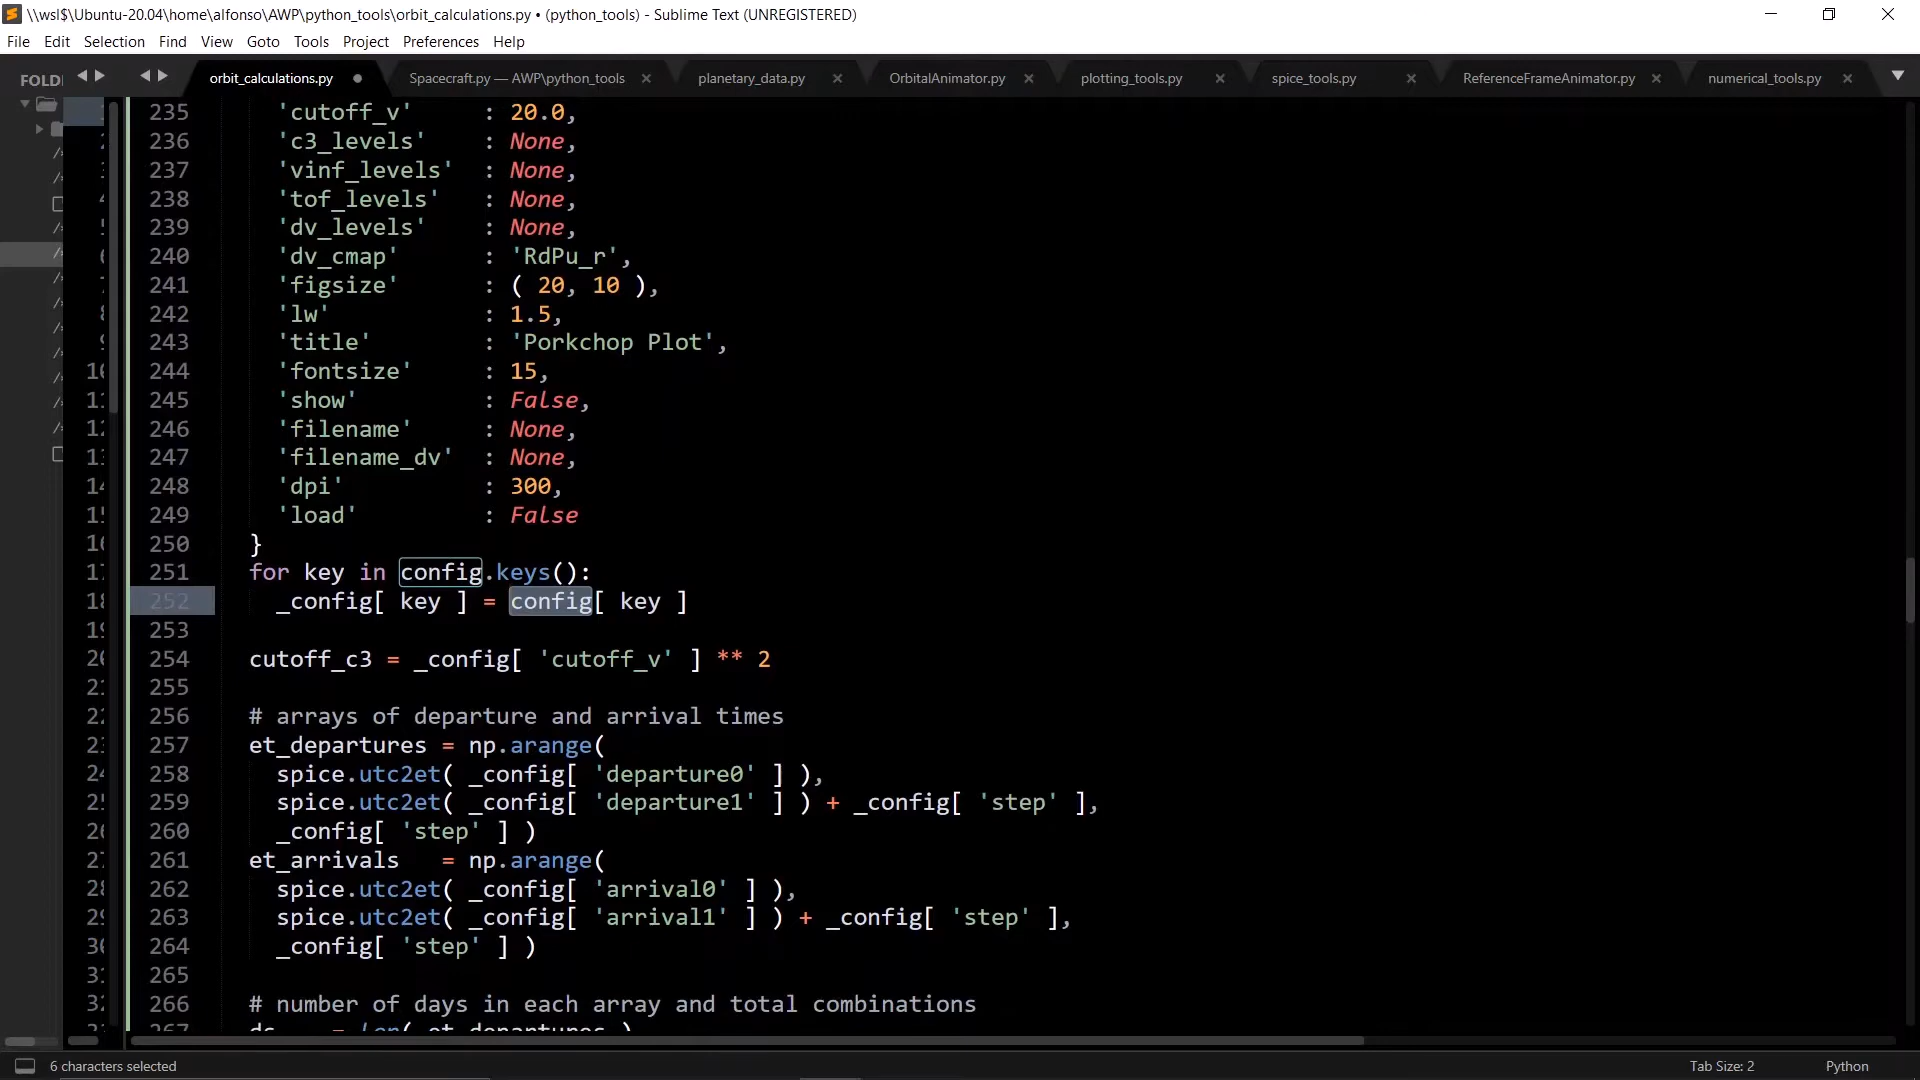 \\wsl$\Ubuntu-20.04\home\alfonso\AWP\python_tools\orbit_calculations.py • (python_tools) - Sublime Text (UNREGISTERED)
File Edit Selection Find View Goto Tools Project Preferences Help
FOLD
orbit_calculations.py Spacecraft.py — AWP\python_tools planetary_data.py OrbitalAnimator.py plotting_tools.py spice_tools.py ReferenceFrameAnimator.py numerical_tools.py
235 'cutoff_v' : 20.0,
236 'c3_levels' : None,
237 'vinf_levels' : None,
238 'tof_levels' : None,
239 'dv_levels' : None,
240 'dv_cmap' : 'RdPu_r',
241 'figsize' : ( 20, 10 ),
242 'lw' : 1.5,
243 'title' : 'Porkchop Plot',
244 'fontsize' : 15,
245 'show' : False,
246 'filename' : None,
247 'filename_dv' : None,
248 'dpi' : 300,
249 'load' : False
250 }
251 for key in config.keys():
252 _config[ key ] = config[ key ]
253
254 cutoff_c3 = _config[ 'cutoff_v' ] ** 2
255
256 # arrays of departure and arrival times
257 et_departures = np.arange(
258 spice.utc2et( _config[ 'departure0' ] ),
259 spice.utc2et( _config[ 'departure1' ] ) + _config[ 'step' ],
260 _config[ 'step' ] )
261 et_arrivals = np.arange(
262 spice.utc2et( _config[ 'arrival0' ] ),
263 spice.utc2et( _config[ 'arrival1' ] ) + _config[ 'step' ],
264 _config[ 'step' ] )
265
266 # number of days in each array and total combinations
267 ds = len( et_departures )
6 characters selected Tab Size: 2 Python